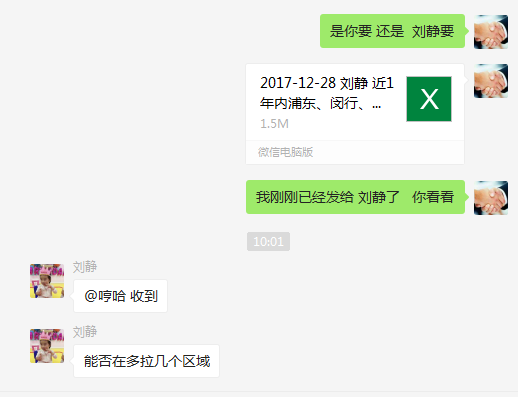 是你要 还是  刘静要
2017-12-28 刘静 近1
年内浦东、闵行、...
1.5M
X
微信电脑版
我刚刚已经发给 刘静了   你看看
10:01
刘静
@哼哈 收到
刘静
能否在多拉几个区域